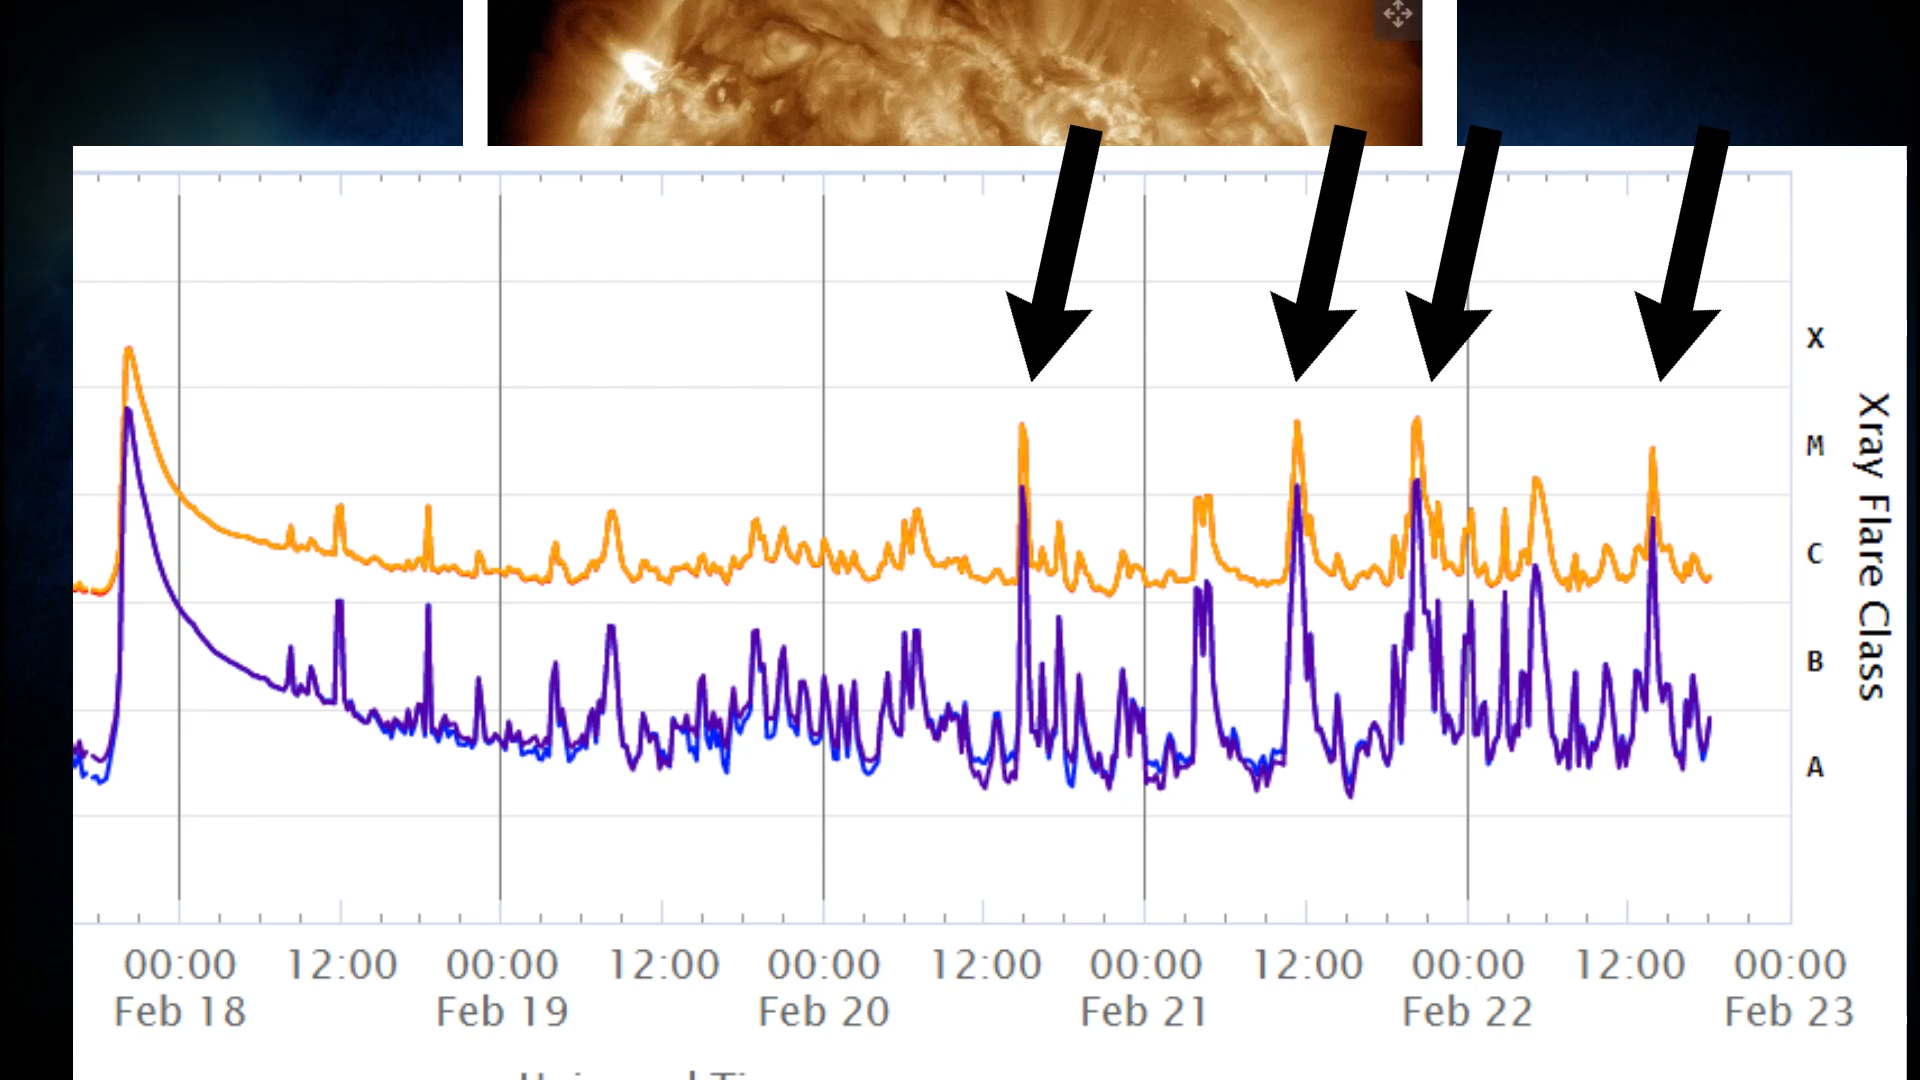 X
M
C
B
A
Xray Flare Class
00:00 12:00 00:00 12:00 00:00 12:00 00:00 12:00 00:00 12:00 00:00
Feb 18 Feb 19 Feb 20 Feb 21 Feb 22 Feb 23